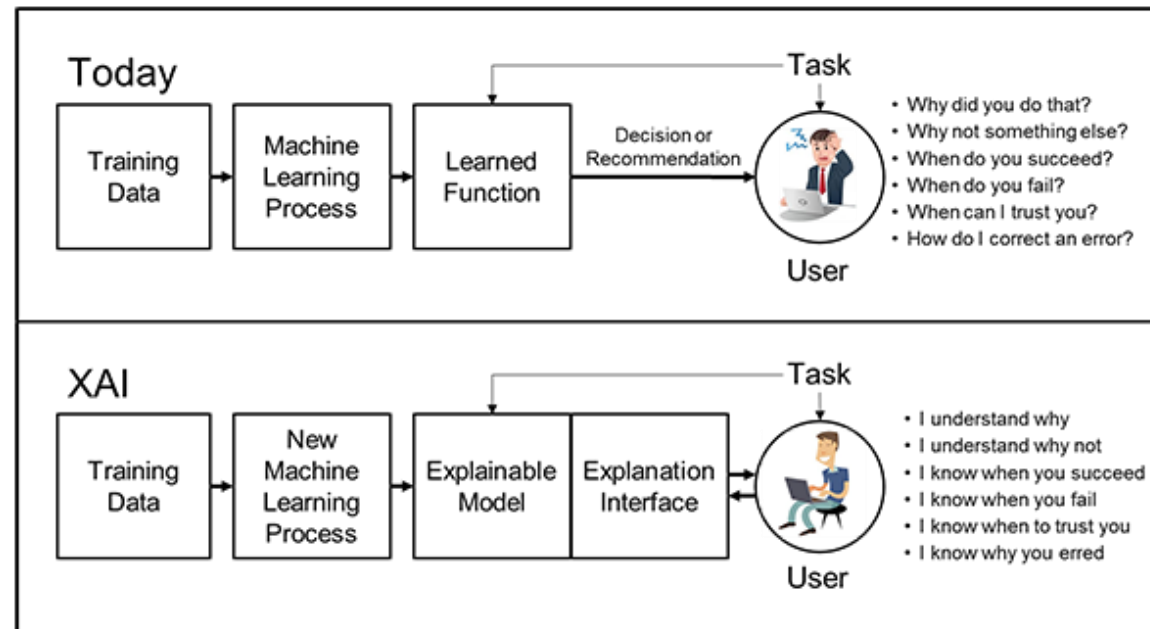 Today
Task
Training
Data
Machine
Learning
Process
Learned
Function
Decision or
Recommendation
User
• Why did you do that?
• Why not something else?
• When do you succeed?
• When do you fail?
• When can I trust you?
• How do I correct an error?
XAI
Task
Training
Data
New
Machine
Learning
Process
Explainable
Model
Explanation
Interface
User
• I understand why
• I understand why not
• I know when you succeed
• I know when you fail
• I know when to trust you
• I know why you erred